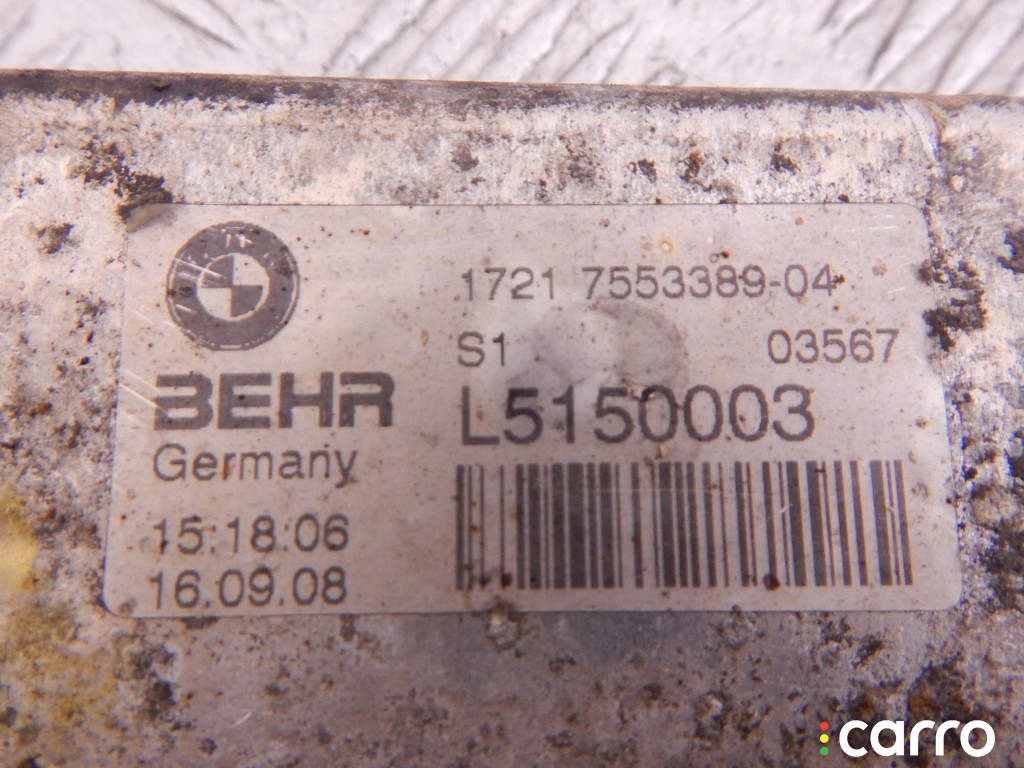 1721 7553389-04
S1 03567
BEHR
L5150003
Germany
15:18:06
16.09.08
carro